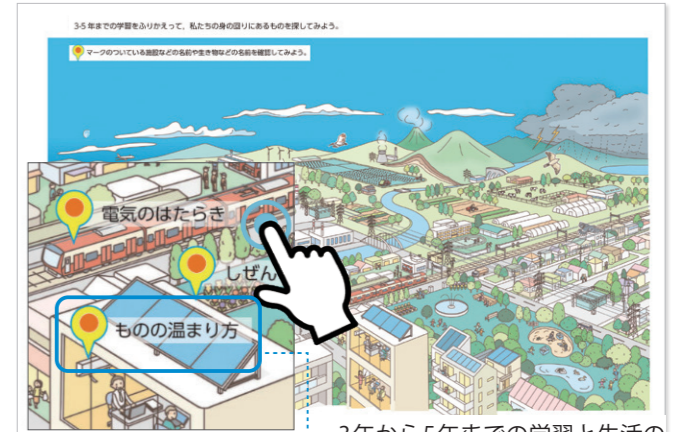 3-5 年までの学習をふりかえって、私たちの身の回りにあるものを探してみよう。
マークのついている施設などの名前や生き物などの名前を確認してみよう。
電気のはたらき
しぜん
ものの温まり方
3年から5年までの学習と生活の